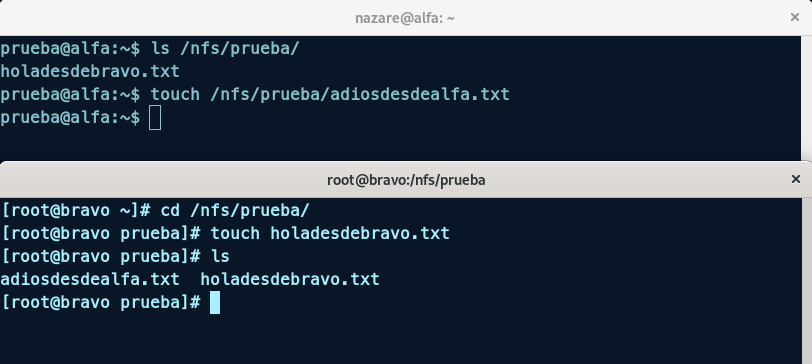 nazare@alfa: ~
prueba@alfa:~$ ls /nfs/prueba/
holadesdebravo.txt
prueba@alfa:~$ touch /nfs/prueba/adiosdesdealfa.txt
prueba@alfa:~$
root@bravo:/nfs/prueba
[root@bravo ~]# cd /nfs/prueba/
[root@bravo prueba]# touch holadesdebravo.txt
[root@bravo prueba]# ls
adiosdesdealfa.txt  holadesdebravo.txt
[root@bravo prueba]#